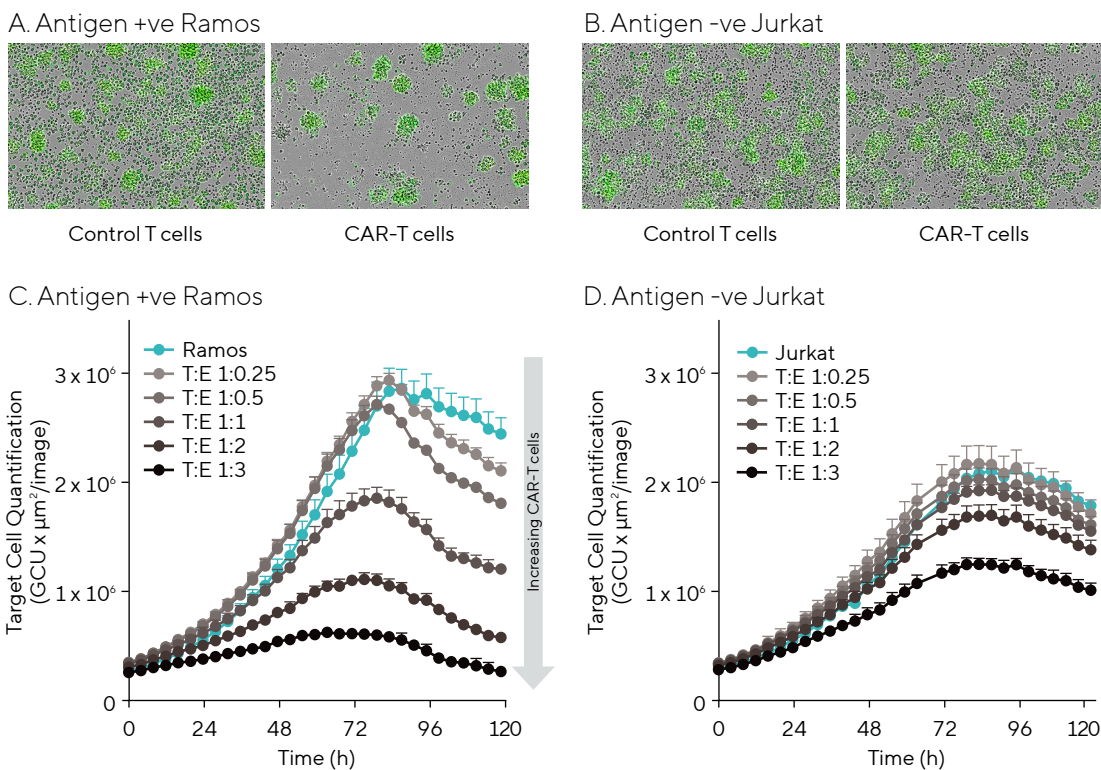 A. Antigen +ve Ramos
B. Antigen -ve Jurkat
Control T cells
CAR-T cells
Control T cells
CAR-T cells
C. Antigen +ve Ramos
Target Cell Quantification
(GCU x µm²/image)
3 x 10⁶
2 x 10⁶
1 x 10⁶
0
Ramos
T:E 1:0.25
T:E 1:0.5
T:E 1:1
T:E 1:2
T:E 1:3
0
24
48
72
96
120
Time (h)
Increasing CAR-T cells
D. Antigen -ve Jurkat
Target Cell Quantification
(GCU x µm²/image)
3 x 10⁶
2 x 10⁶
1 x 10⁶
0
Jurkat
T:E 1:0.25
T:E 1:0.5
T:E 1:1
T:E 1:2
T:E 1:3
0
24
48
72
96
120
Time (h)